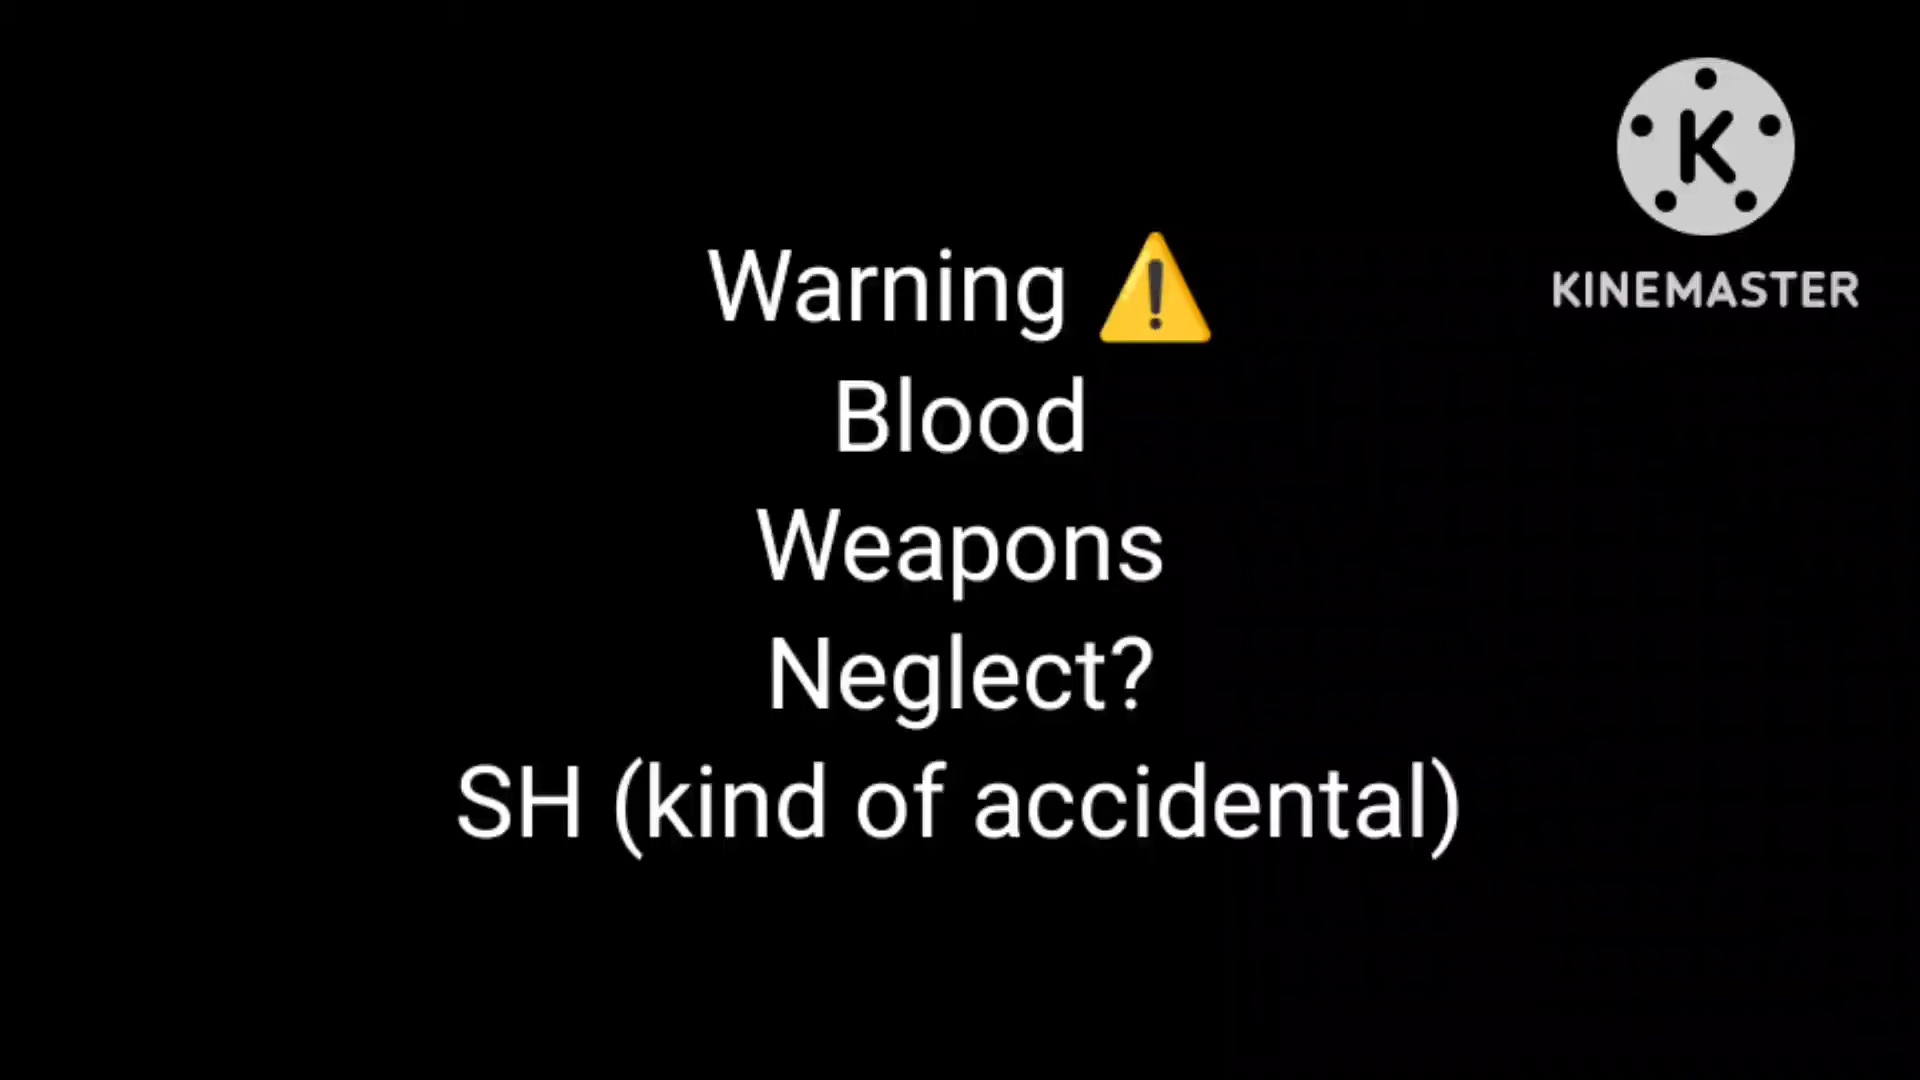 K
KINEMASTER
Warning ⚠️
Blood
Weapons
Neglect?
SH (kind of accidental)